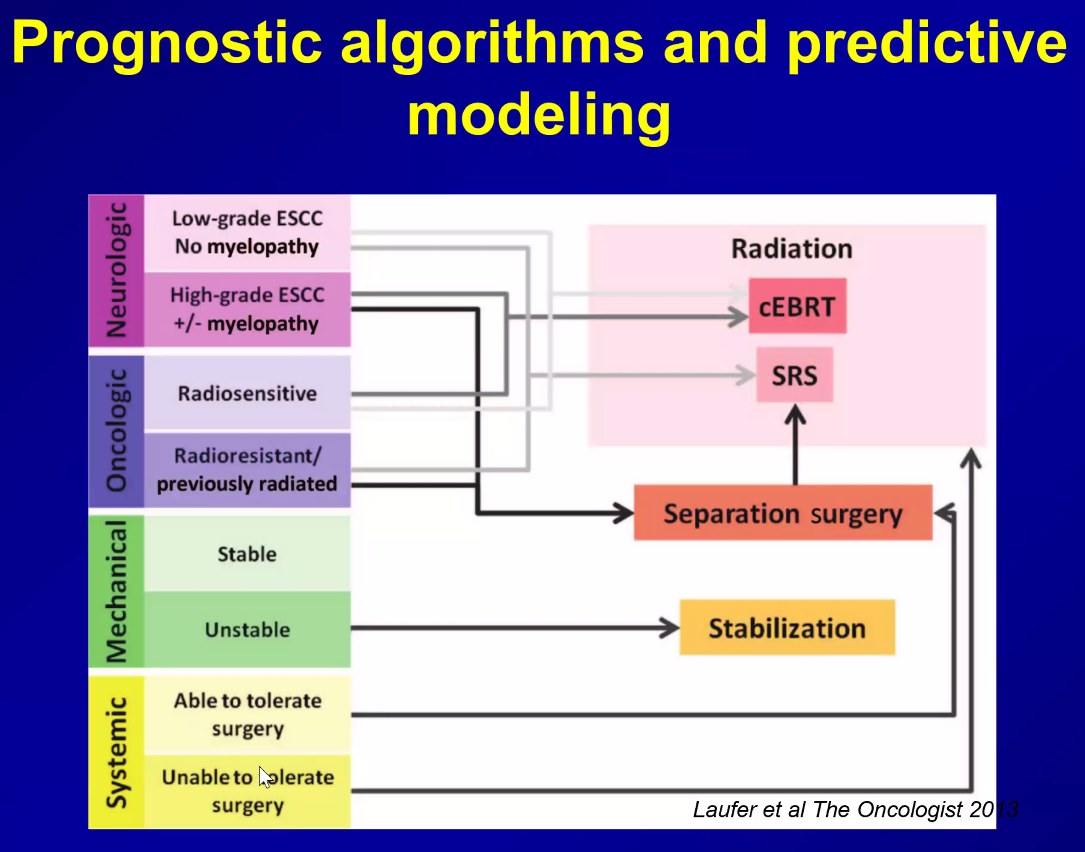 Prognostic algorithms and predictive
modeling
Neurologic
Low-grade ESCC
No myelopathy
High-grade ESCC
+/- myelopathy
Oncologic
Radiosensitive
Radioresistant/
previously radiated
Mechanical
Stable
Unstable
Systemic
Able to tolerate
surgery
Unable to tolerate
surgery
Radiation
cEBRT
SRS
Separation surgery
Stabilization
Laufer et al The Oncologist 2013